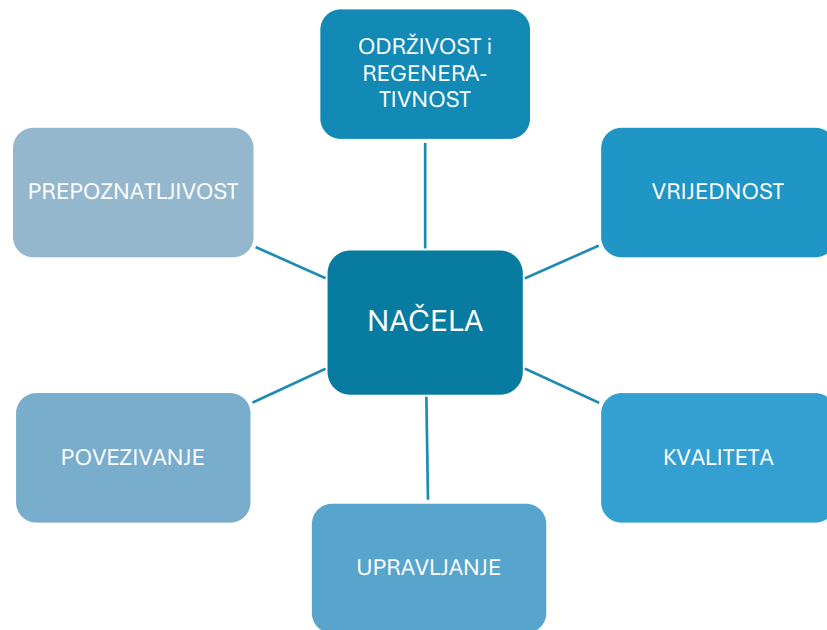 ODRŽIVOST i
REGENERA-
TIVNOST
PREPOZNATLJIVOST
VRIJEDNOST
NAČELA
POVEZIVANJE
KVALITETA
UPRAVLJANJE